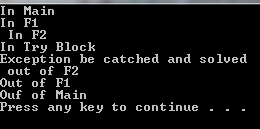 In Main
In F1
 In F2
In Try Block
Exception be catched and solved
 out of F2
Out of F1
Ouf of Main
Press any key to continue . . .